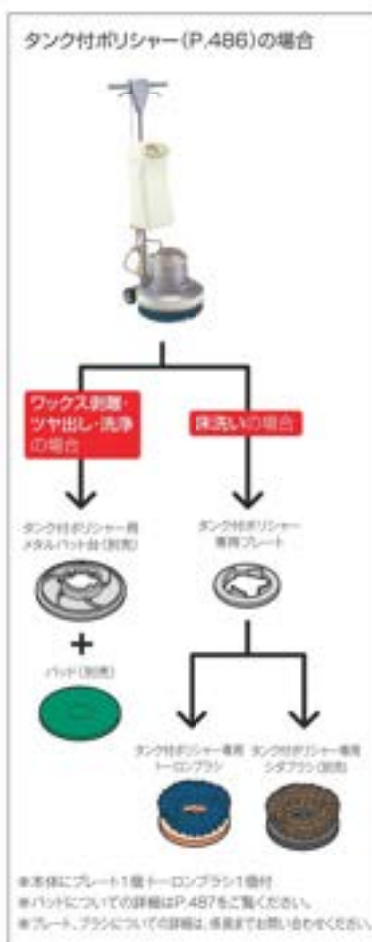 タンク付ポリシャー(P.486)の場合
ワックス剥離・
ツヤ出し・洗浄
の場合
床洗いの場合
タンク付ポリシャー用
メタルパット台(別売)
タンク付ポリシャー
専用プレート
+
パッド(別売)
タンク付ポリシャー専用
トーロンブラシ
タンク付ポリシャー専用
シダブラシ(別売)
※本体にプレート1個トーロンブラシ1個付
※パッドについての詳細はP.487をご覧ください。
※プレート、ブラシについての詳細は、係員までお問い合わせください。